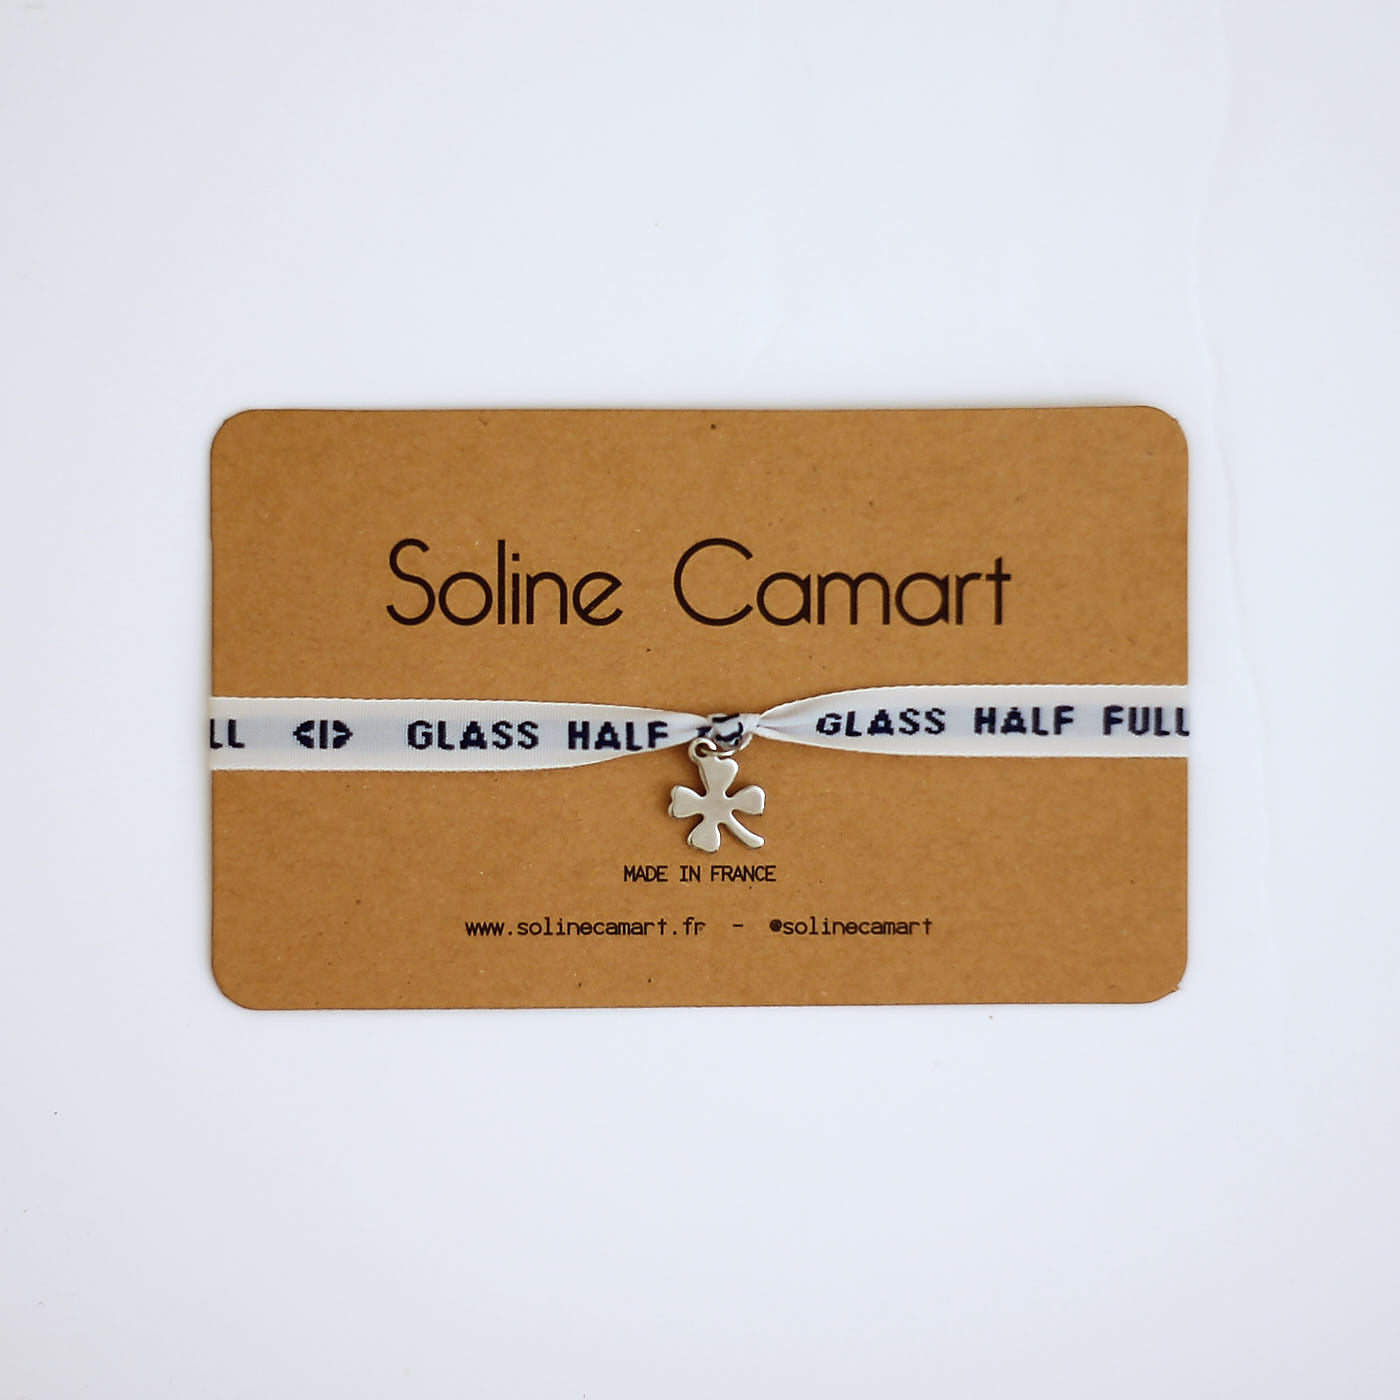 Soline Camart
LL <|> GLASS HALF GLASS HALF FULL
MADE IN FRANCE
www.solinecamart.fr - @solinecamart